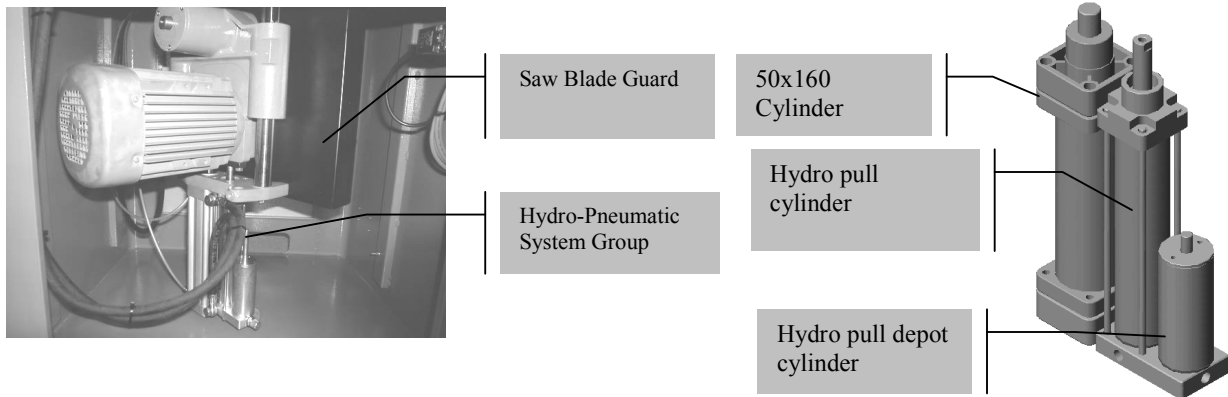 Saw Blade Guard
Hydro-Pneumatic
System Group
50x160
Cylinder
Hydro pull
cylinder
Hydro pull depot
cylinder